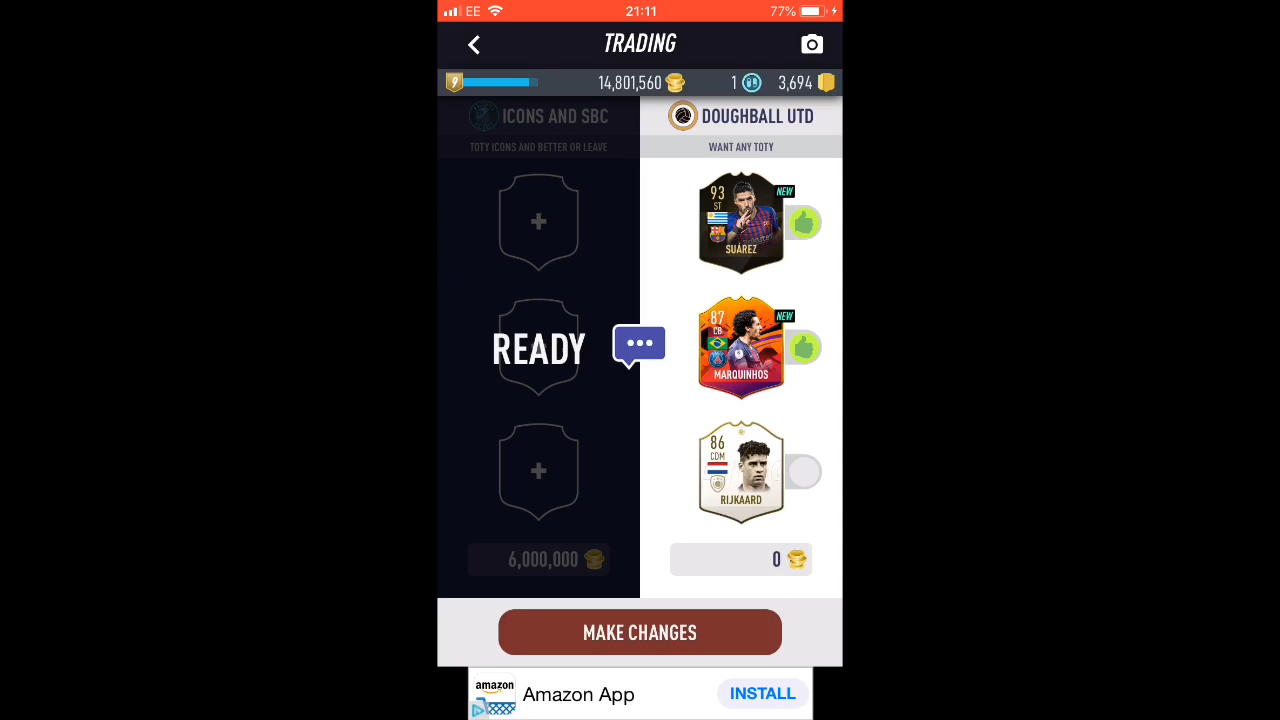 EE 21:11 77%
TRADING
9 14,801,560 1 3,694
ICONS AND SBC DOUGHBALL UTD
TOTY ICONS AND BETTER OR LEAVE WANT ANY TOTY
93 NEW
ST
SUÁREZ
87 NEW
CB
READY
MARQUINHOS
86
CDM
RIJKAARD
6,000,000 0
MAKE CHANGES
amazon Amazon App INSTALL